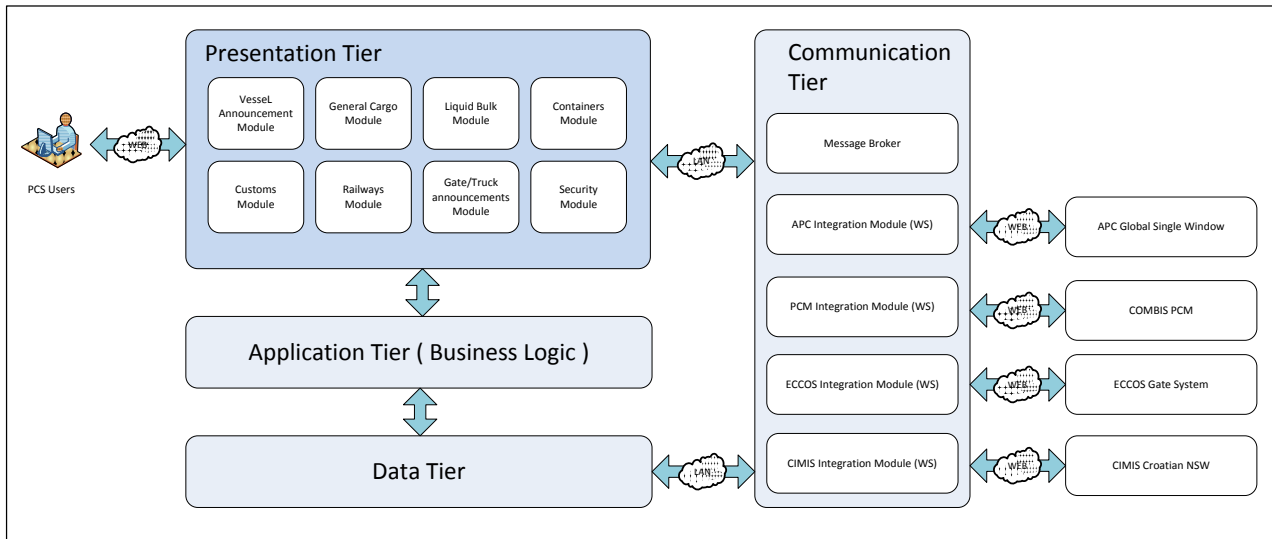 Presentation Tier
VesseL
Announcement
Module
General Cargo
Module
Liquid Bulk
Module
Containers
Module
Customs
Module
Railways
Module
Gate/Truck
announcements
Module
Security
Module
WEB
PCS Users
Application Tier ( Business Logic )
Data Tier
LAN
LAN
Communication
Tier
Message Broker
APC Integration Module (WS)
WEB
APC Global Single Window
PCM Integration Module (WS)
WEB
COMBIS PCM
ECCOS Integration Module (WS)
WEB
ECCOS Gate System
CIMIS Integration Module (WS)
WEB
CIMIS Croatian NSW